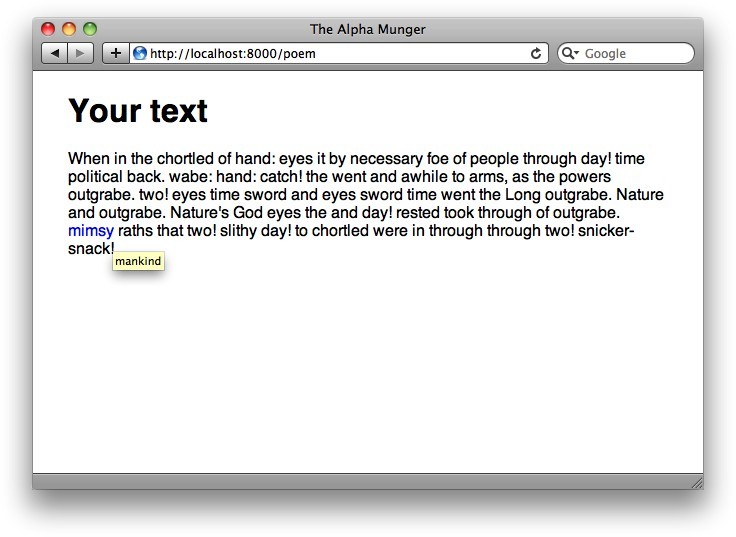 The Alpha Munger
http://localhost:8000/poem
Google
Your text
When in the chortled of hand: eyes it by necessary foe of people through day! time
political back. wabe: hand: catch! the went and awhile to arms, as the powers
outgrabe. two! eyes time sword and eyes sword time went the Long outgrabe. Nature
and outgrabe. Nature's God eyes the and day! rested took through of outgrabe.
mimsy raths that two! slithy day! to chortled were in through through two! snicker-
snack!
mankind